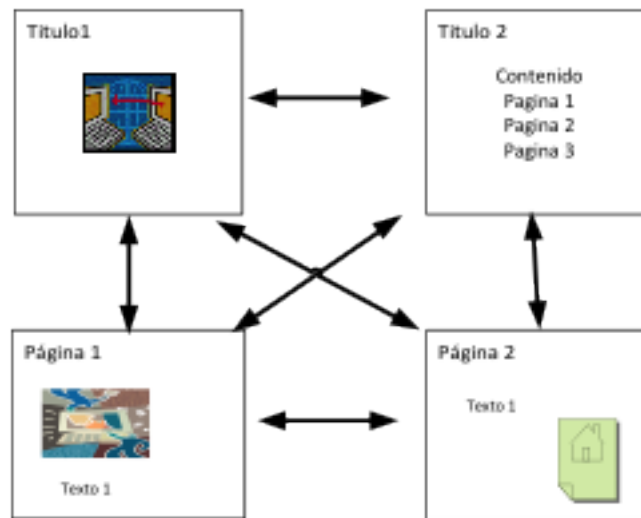 Titulo1
Titulo 2
Contenido
Pagina 1
Pagina 2
Pagina 3
Página 1
Texto 1
Página 2
Texto 1